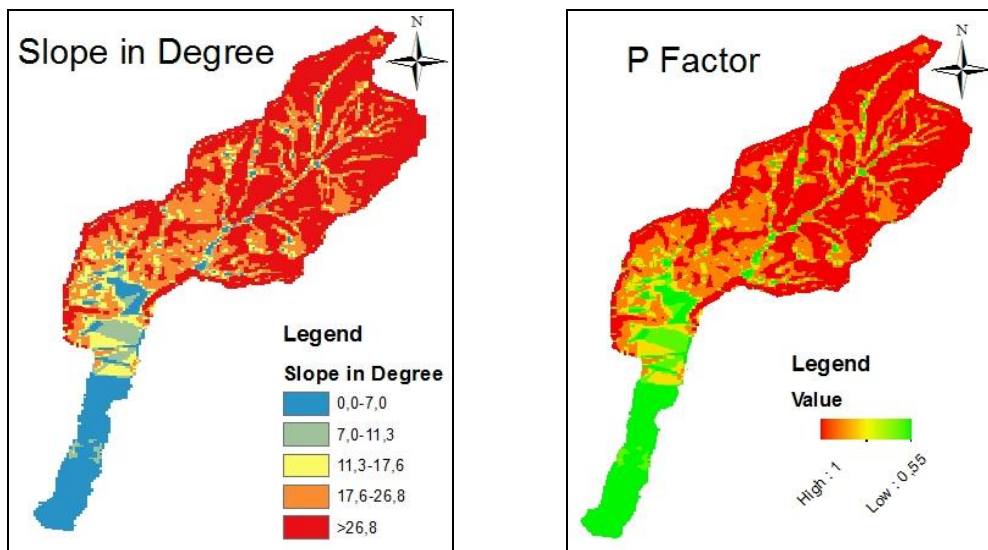 Slope in Degree
N
Legend
Slope in Degree
0,0-7,0
7,0-11,3
11,3-17,6
17,6-26,8
>26,8
P Factor
N
Legend
Value
High : 1
Low : 0,55